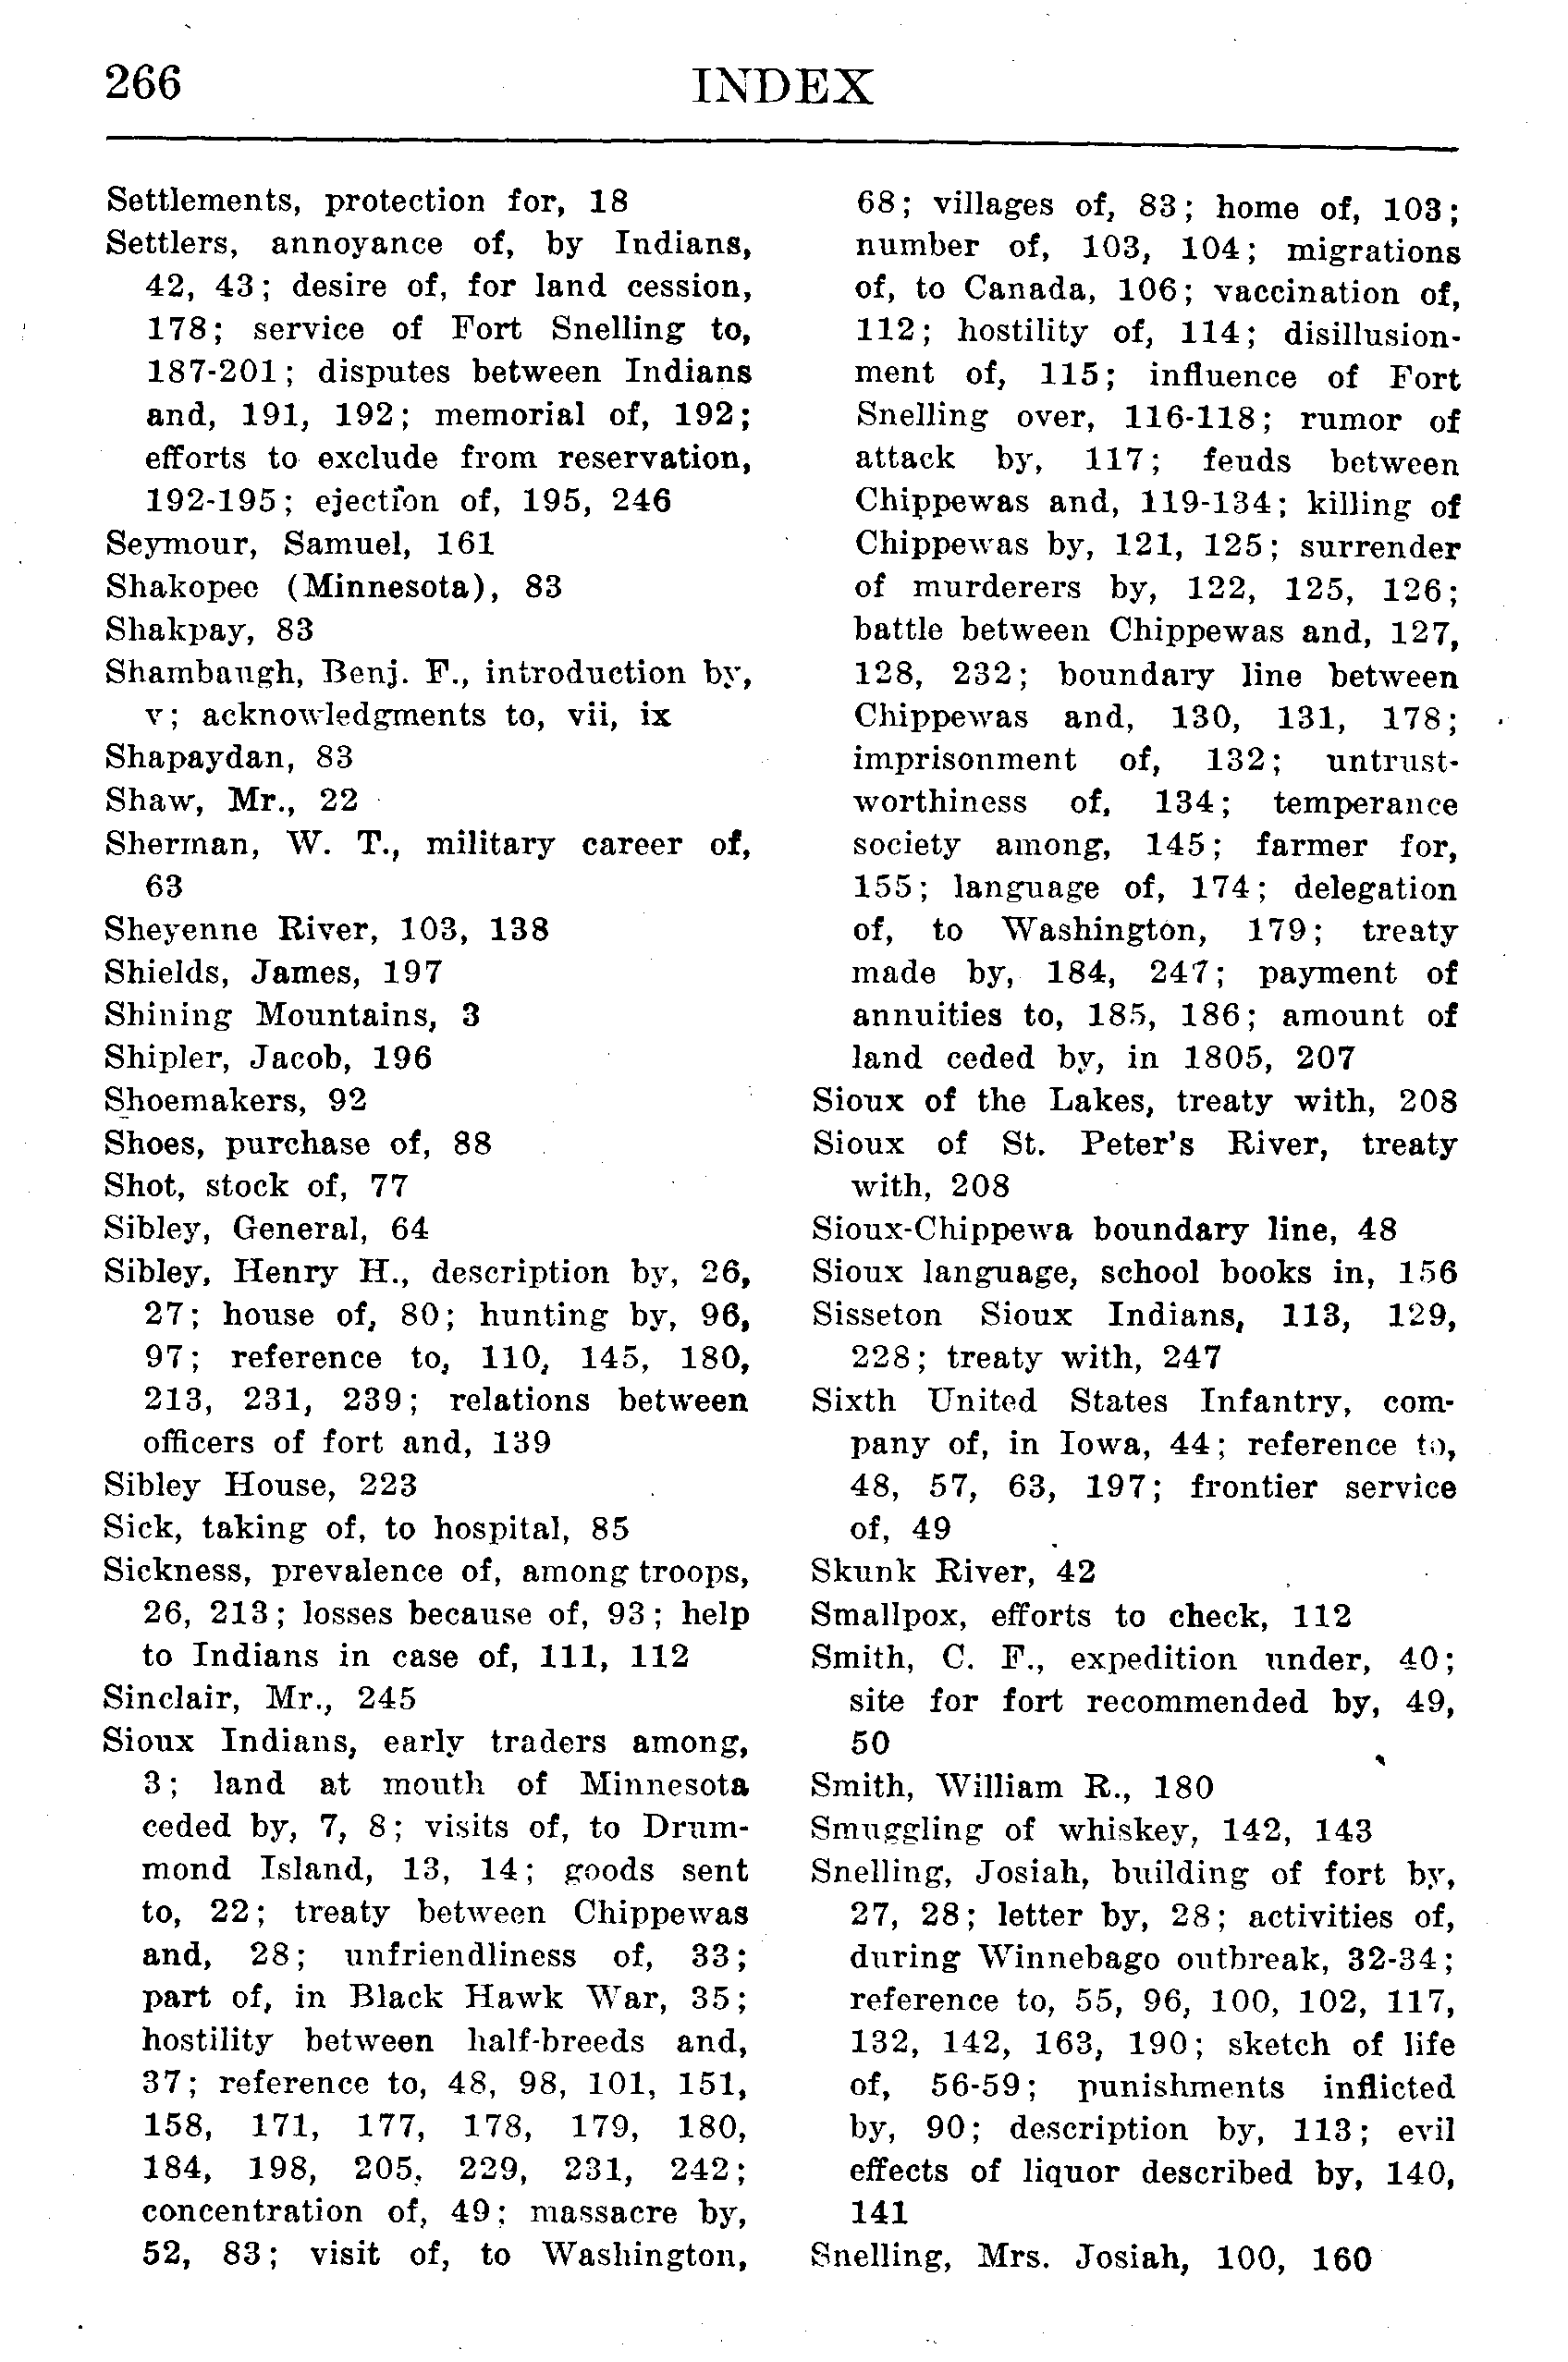 266
INDEX
Settlements, protection for, 18
Settlers, annoyance of, by Indians,
42, 43; desire of, for land cession,
178; service of Fort Snelling to,
187-201; disputes between Indians
and, 191, 192; memorial of, 192;
efforts to exclude from reservation,
192-195; ejection of, 195, 246
Seymour, Samuel, 161
Shakopee (Minnesota), 83
Shakpay, 83
Shambaugh, Benj. F., introduction by,
v; acknowledgments to, vii, ix
Shapaydan, 83
Shaw, Mr., 22
Sherman, W. T., military career of,
63
Sheyenne River, 103, 138
Shields, James, 197
Shining Mountains, 3
Shipler, Jacob, 196
Shoemakers, 92
Shoes, purchase of, 88
Shot, stock of, 77
Sibley, General, 64
Sibley, Henry H., description by, 26,
27; house of, 80; hunting by, 96,
97; reference to, 110, 145, 180,
213, 231, 239; relations between
officers of fort and, 139
Sibley House, 223
Sick, taking of, to hospital, 85
Sickness, prevalence of, among troops,
26, 213; losses because of, 93; help
to Indians in case of, 111, 112
Sinclair, Mr., 245
Sioux Indians, early traders among,
3; land at mouth of Minnesota
ceded by, 7, 8; visits of, to Drum-
mond Island, 13, 14; goods sent
to, 22; treaty between Chippewas
and, 28; unfriendliness of, 33;
part of, in Black Hawk War, 35;
hostility between half-breeds and,
37; reference to, 48, 98, 101, 151,
158, 171, 177, 178, 179, 180,
184, 198, 205, 229, 231, 242;
concentration of, 49; massacre by,
52, 83; visit of, to Washington,
68; villages of, 83; home of, 103;
number of, 103, 104; migrations
of, to Canada, 106; vaccination of,
112; hostility of, 114; disillusion-
ment of, 115; influence of Fort
Snelling over, 116-118; rumor of
attack by, 117; feuds between
Chippewas and, 119-134; killing of
Chippewas by, 121, 125; surrender
of murderers by, 122, 125, 126;
battle between Chippewas and, 127,
128, 232; boundary line between
Chippewas and, 130, 131, 178;
imprisonment of, 132; untrust-
worthiness of, 134; temperance
society among, 145; farmer for,
155; language of, 174; delegation
of, to Washington, 179; treaty
made by, 184, 247; payment of
annuities to, 185, 186; amount of
land ceded by, in 1805, 207
Sioux of the Lakes, treaty with, 208
Sioux of St. Peter's River, treaty
with, 208
Sioux-Chippewa boundary line, 48
Sioux language, school books in, 156
Sisseton Sioux Indians, 113, 129,
228; treaty with, 247
Sixth United States Infantry, com-
pany of, in Iowa, 44; reference to,
48, 57, 63, 197; frontier service
of, 49
Skunk River, 42
Smallpox, efforts to check, 112
Smith, C. F., expedition under, 40;
site for fort recommended by, 49,
50
Smith, William R., 180
Smuggling of whiskey, 142, 143
Snelling, Josiah, building of fort by,
27, 28; letter by, 28; activities of,
during Winnebago outbreak, 32-34;
reference to, 55, 96, 100, 102, 117,
132, 142, 163, 190; sketch of life
of, 56-59; punishments inflicted
by, 90; description by, 113; evil
effects of liquor described by, 140,
141
Snelling, Mrs. Josiah, 100, 160